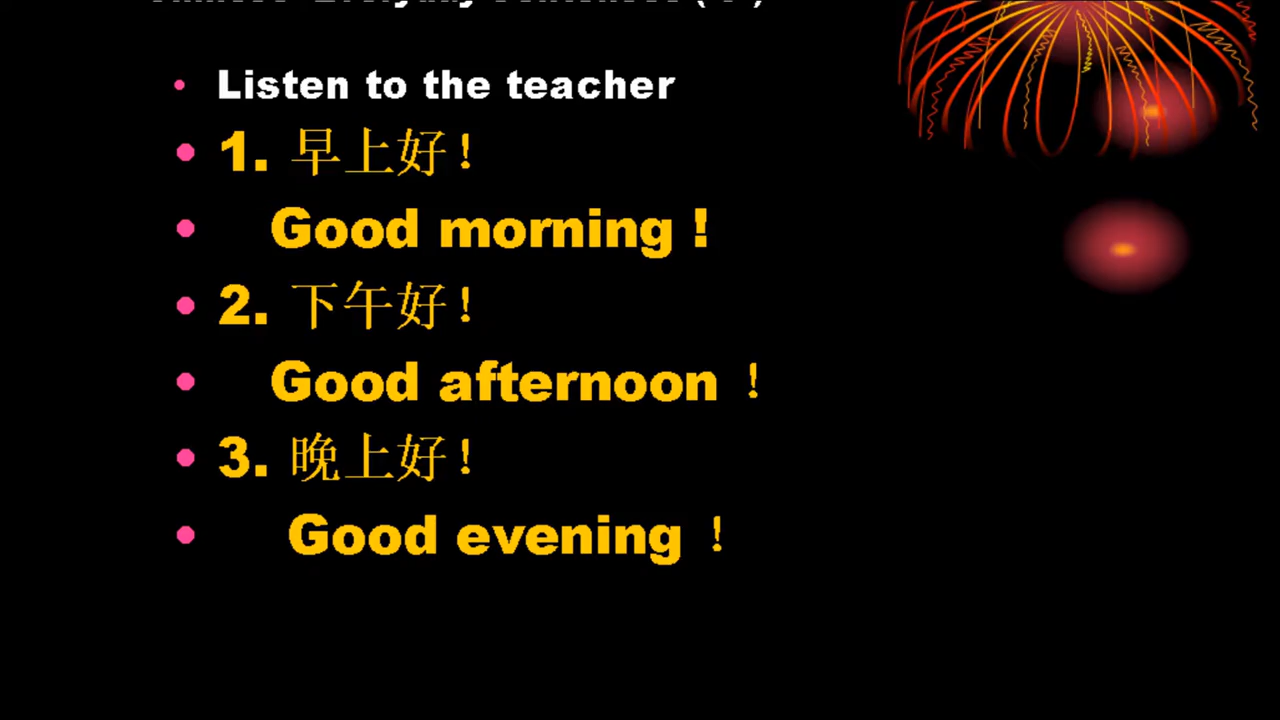 Listen to the teacher
1. 早上好！
Good morning !
2. 下午好！
Good afternoon ！
3. 晚上好！
Good evening ！